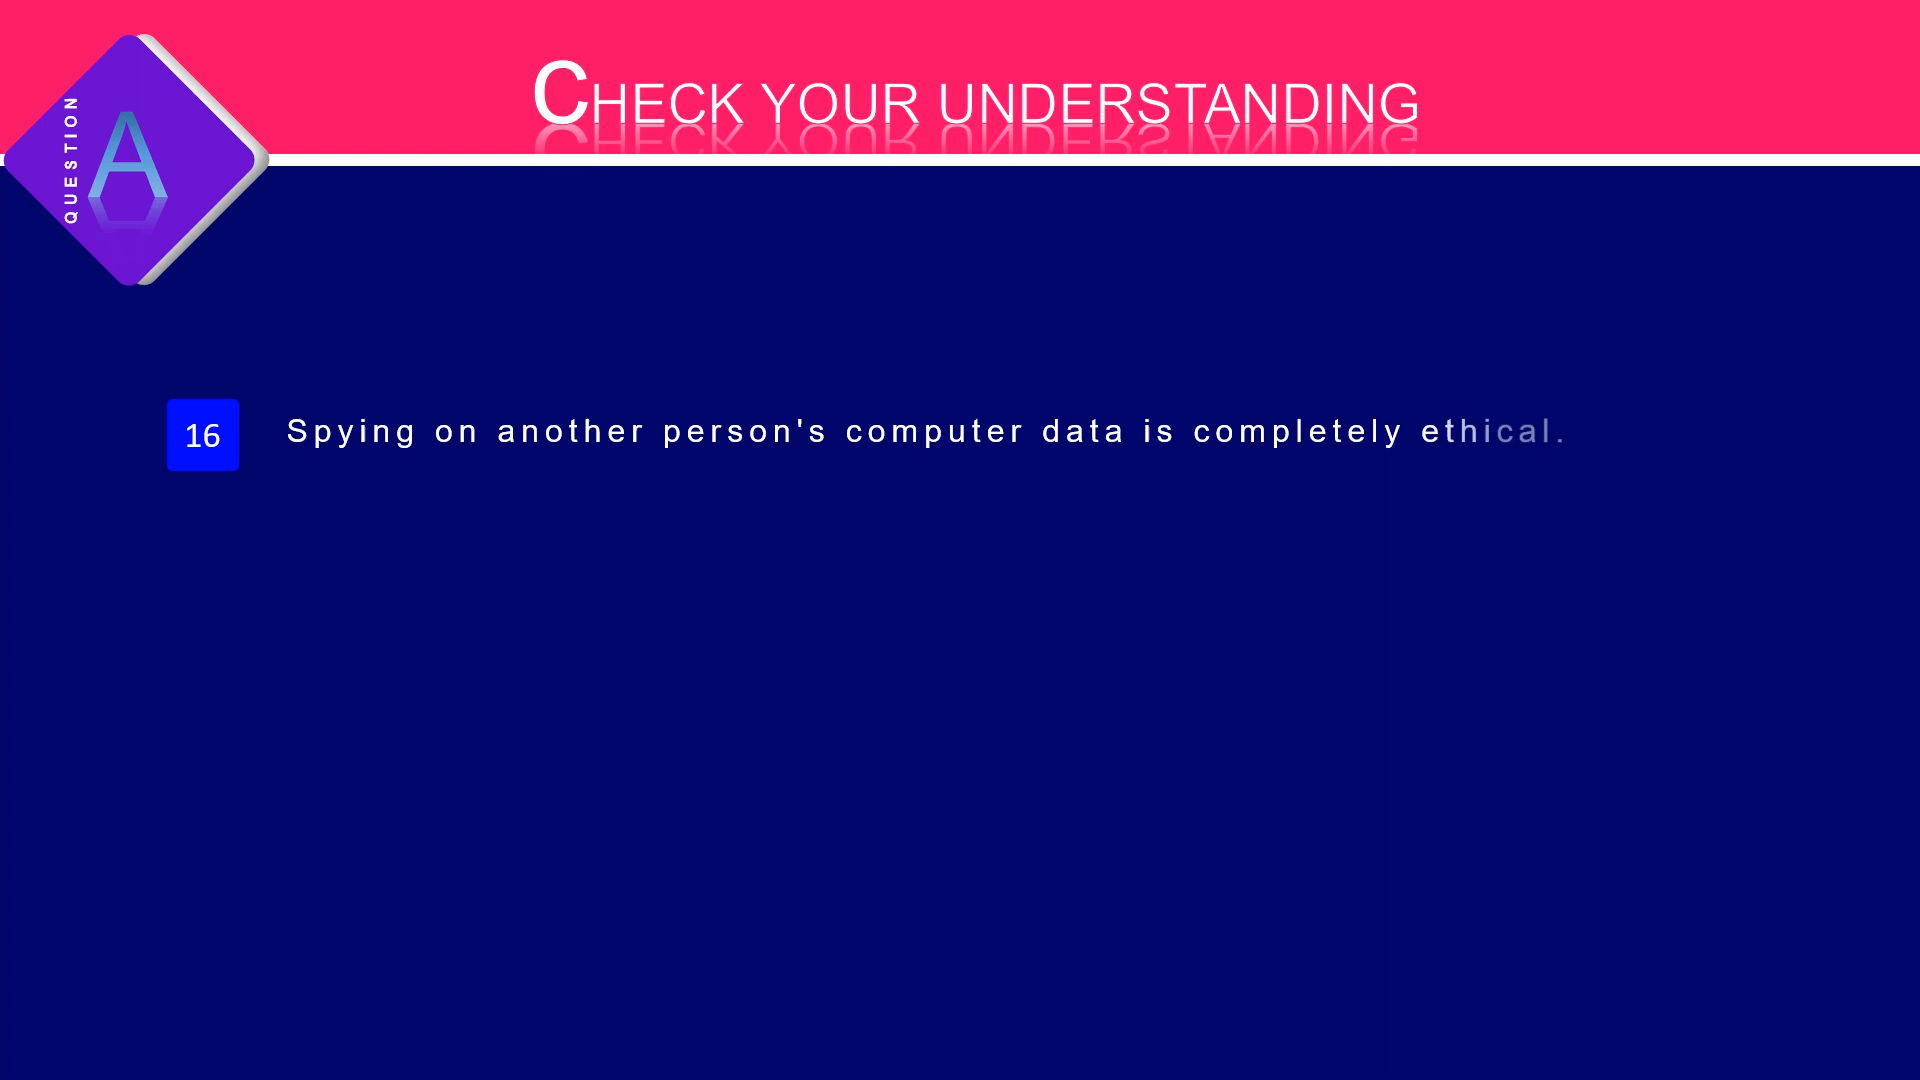 CHECK YOUR UNDERSTANDING
QUESTION
A
16 Spying on another person's computer data is completely ethical.